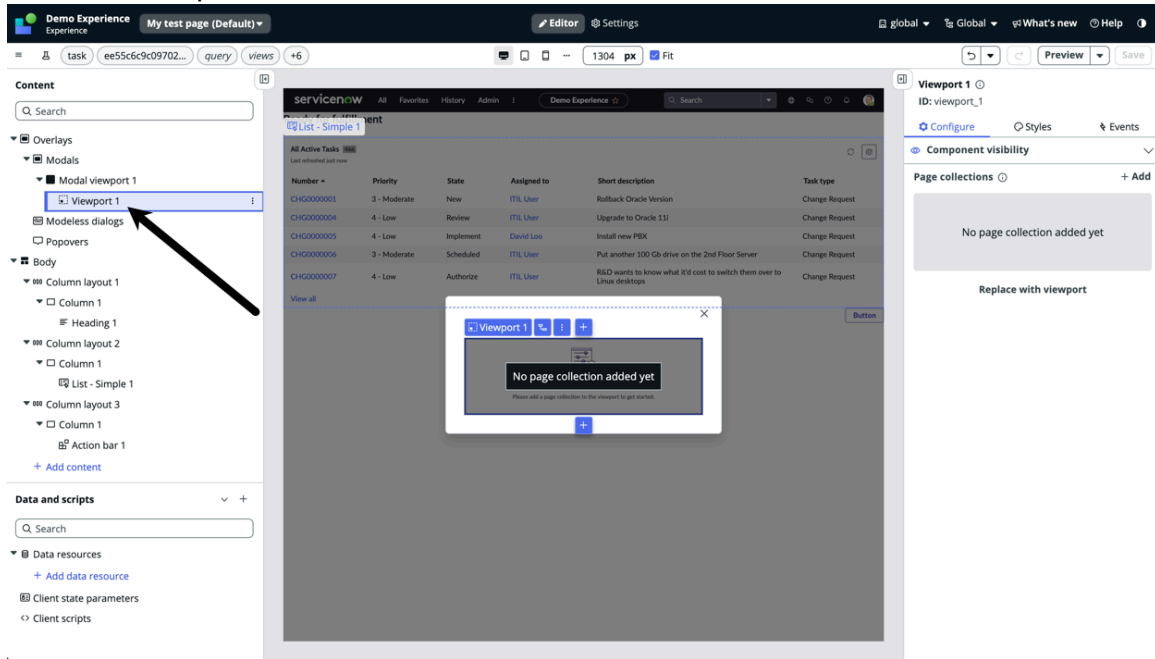 Demo Experience
Experience
My test page (Default)
Editor
Settings
global
Global
What's new
Help
task
ee55c6c9c09702...
query
views
+6
1304 px
Fit
Preview
Save
Content
Search
Overlays
Modals
Modal viewport 1
Viewport 1
Modeless dialogs
Popovers
Body
Column layout 1
Column 1
Heading 1
Column layout 2
Column 1
List - Simple 1
Column layout 3
Column 1
Action bar 1
+ Add content
Data and scripts
Search
Data resources
+ Add data resource
Client state parameters
Client scripts
servicenow
All Favorites History Admin
Demo Experience
Search
List - Simple 1
All Active Tasks
Last refreshed just now
Number Priority State Assigned to Short description Task type
CHG0000001 3 - Moderate New ITIL User Rollback Oracle Version Change Request
CHG0000004 4 - Low Review ITIL User Upgrade to Oracle 11i Change Request
CHG0000005 4 - Low Implement David Loo Install new PBX Change Request
CHG0000006 3 - Moderate Scheduled ITIL User Put another 100 Gb drive on the 2nd Floor Server Change Request
CHG0000007 4 - Low Authorize ITIL User R&D wants to know what it'd cost to switch them over to Change Request
Linux desktops
View all
Button
Viewport 1
No page collection added yet
Please add a page collection to the viewport to get started.
Viewport 1
ID: viewport_1
Configure
Styles
Events
Component visibility
Page collections
+ Add
No page collection added yet
Replace with viewport